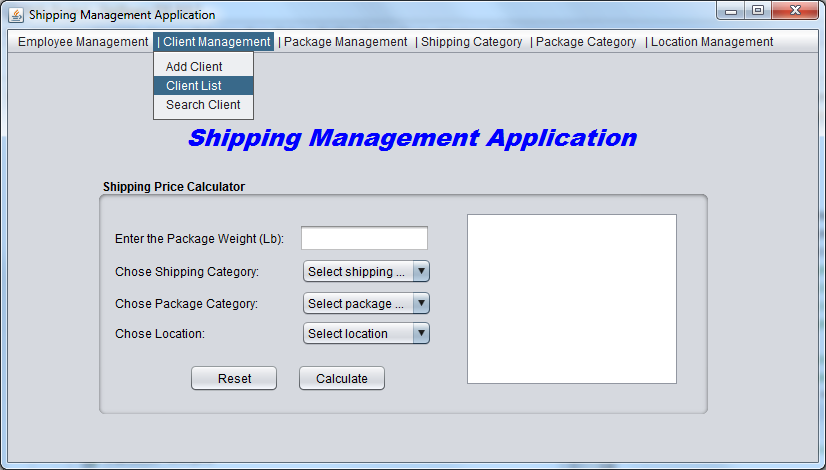 Shipping Management Application
Employee Management | Client Management | Package Management | Shipping Category | Package Category | Location Management
Add Client
Client List
Search Client
Shipping Management Application
Shipping Price Calculator
Enter the Package Weight (Lb):
Chose Shipping Category: Select shipping ...
Chose Package Category: Select package ...
Chose Location: Select location
Reset Calculate